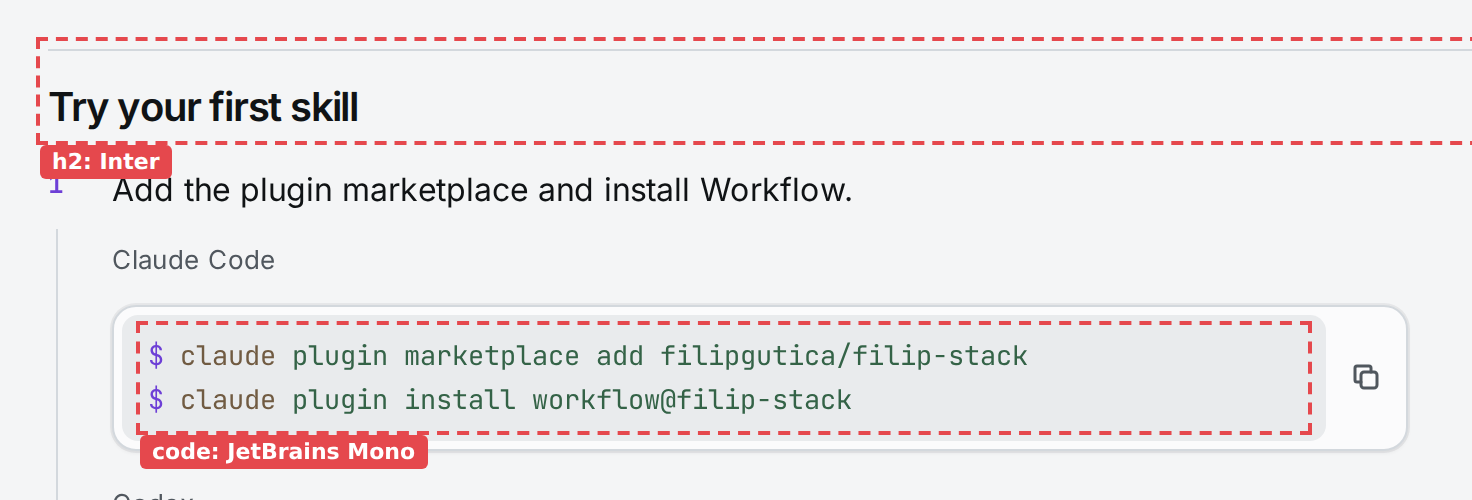 Try your first skill
h2: Inter
1 Add the plugin marketplace and install Workflow.
Claude Code
$ claude plugin marketplace add filipgutica/filip-stack
$ claude plugin install workflow@filip-stack
code: JetBrains Mono